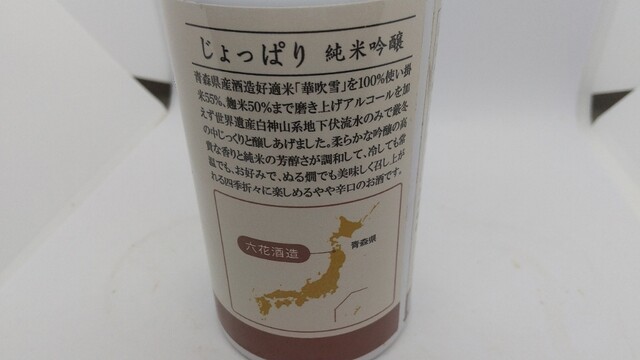 じょっぱり 純米吟醸
青森県産酒造好適米「華吹雪」を100%使い掛
米55%、麹米50%まで磨き上げアルコールを加
えず世界遺産白神山系地下伏流水のみで厳冬
の中じっくりと醸しあげました。柔らかな吟醸の高
貴な香りと純米の芳醇さが調和して、冷しても常
温でも、お好みで、ぬる燗でも美味しく召し上が
れる四季折々に楽しめるやや辛口のお酒です。
青森県
六花酒造